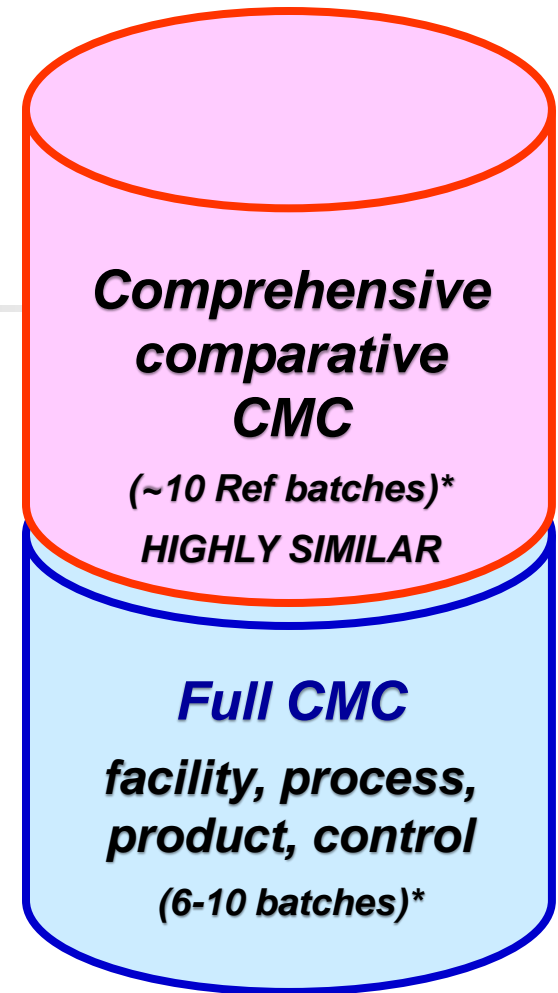 Comprehensive
comparative
CMC
(~10 Ref batches)*
HIGHLY SIMILAR
Full CMC
facility, process,
product, control
(6-10 batches)*